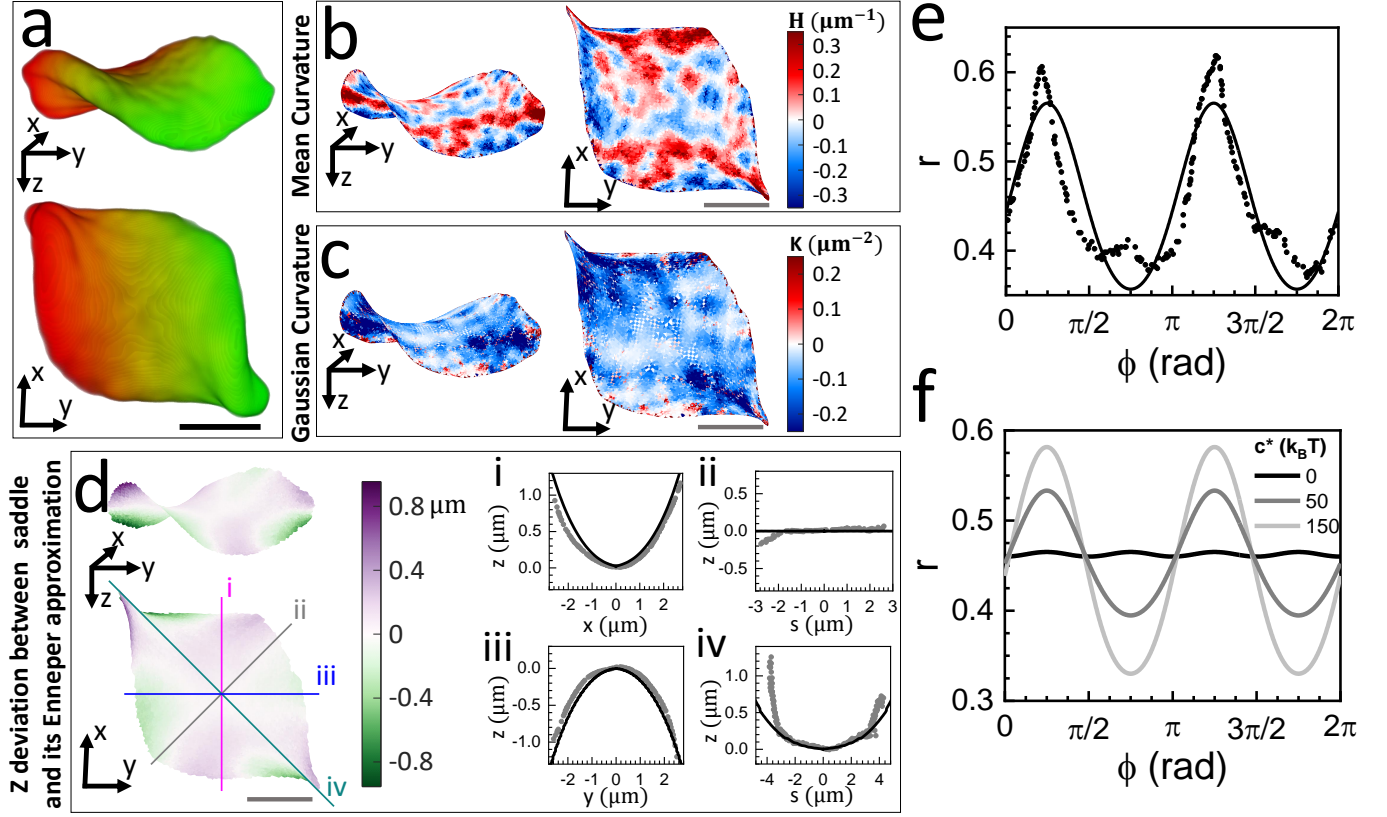 a
x
y
z
x
y
b
Mean Curvature
x
y
z
x
y
H (μm⁻¹)
0.3
0.2
0.1
0
-0.1
-0.2
-0.3
c
Gaussian Curvature
x
y
z
x
y
K (μm⁻²)
0.2
0.1
0
-0.1
-0.2
d
Z deviation between saddle
and its Enneper approximation
x
y
z
x
y
i
ii
iii
iv
0.8 μm
0.4
0
-0.4
-0.8
i
z (μm)
1.0
0.5
0.0
-2 -1 0 1 2
x (μm)
ii
z (μm)
0.5
0.0
-0.5
-3 -2 -1 0 1 2 3
s (μm)
iii
z (μm)
0.0
-0.5
-1.0
-2 -1 0 1 2
y (μm)
iv
z (μm)
1.5
1.0
0.5
0.0
-4 -2 0 2 4
s (μm)
e
r
0.6
0.5
0.4
0 π/2 π 3π/2 2π
ϕ (rad)
f
r
0.6
0.5
0.4
0.3
c* (kBT)
0
50
150
0 π/2 π 3π/2 2π
ϕ (rad)